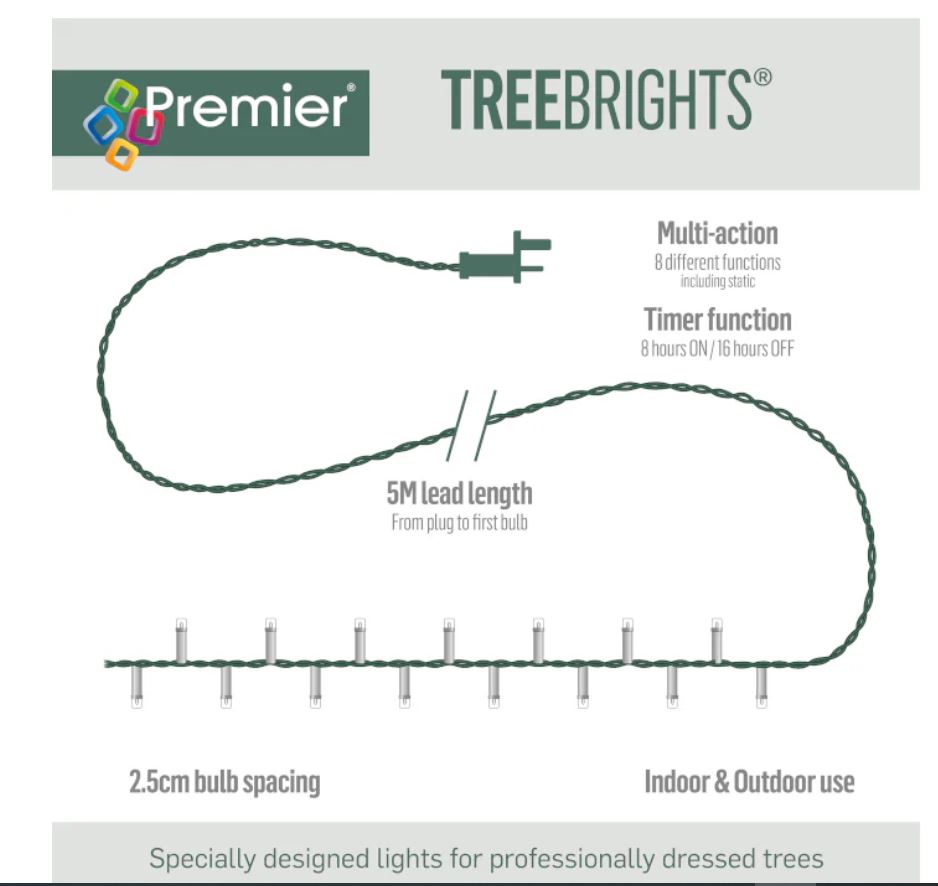 Premier®
TREEBRIGHTS®
Multi-action
8 different functions
including static
Timer function
8 hours ON / 16 hours OFF
5M lead length
From plug to first bulb
2.5cm bulb spacing
Indoor & Outdoor use
Specially designed lights for professionally dressed trees